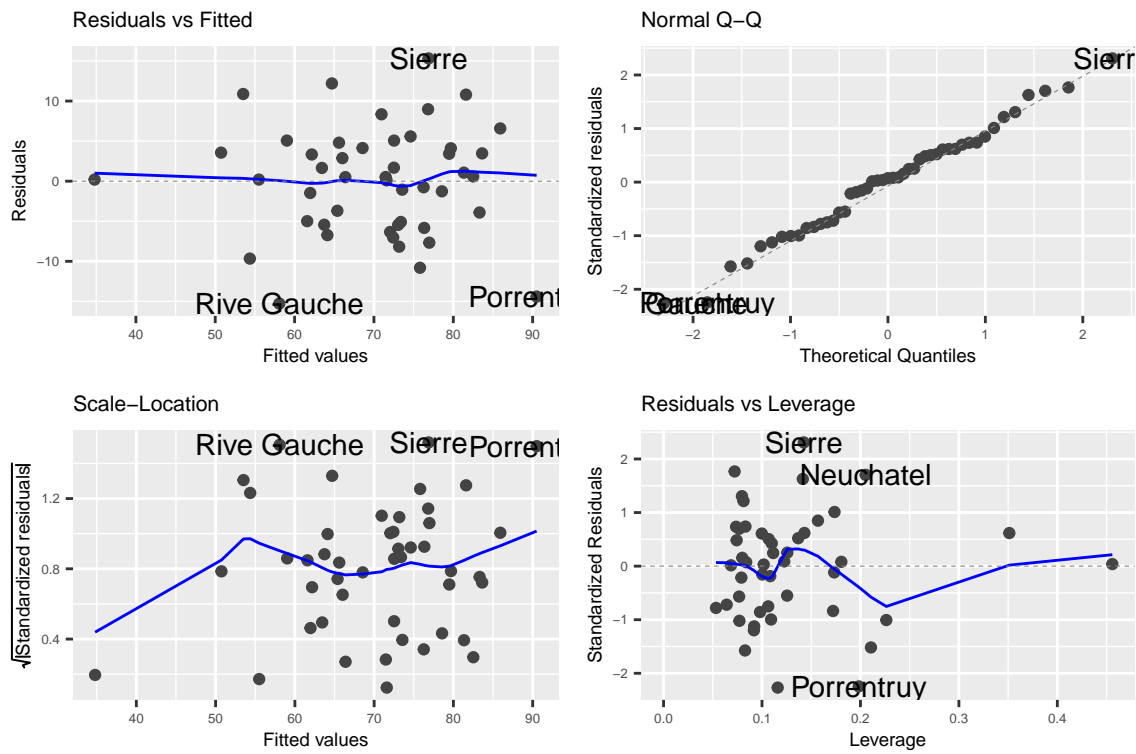 Residuals vs Fitted
Sierre
Rive Gauche
Porrent
10
0
−10
40 50 60 70 80 90
Residuals
Fitted values
Normal Q−Q
Sierr
Gauche
Porrentruy
2
1
0
−1
−2
−2 −1 0 1 2
Standardized residuals
Theoretical Quantiles
Scale−Location
Rive Gauche
Sierre
Porrent
1.2
0.8
0.4
40 50 60 70 80 90
√|Standardized residuals|
Fitted values
Residuals vs Leverage
Sierre
Neuchatel
Porrentruy
2
1
0
−1
−2
0.0 0.1 0.2 0.3 0.4
Standardized Residuals
Leverage